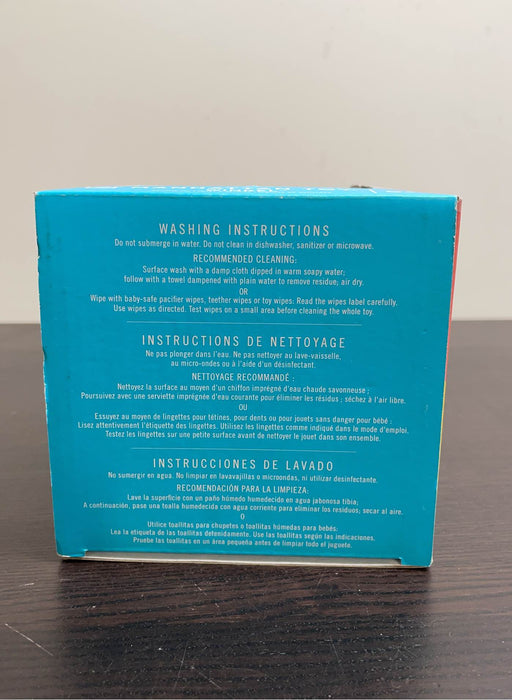 WASHING INSTRUCTIONS
Do not submerge in water. Do not clean in dishwasher, sanitizer or microwave.
RECOMMENDED CLEANING:
Surface wash with a damp cloth dipped in warm soapy water;
follow with a towel dampened with plain water to remove residue; air dry.
OR
Wipe with baby-safe pacifier wipes, teether wipes or toy wipes: Read the wipes label carefully.
Use wipes as directed. Test wipes on a small area before cleaning the whole toy.
INSTRUCTIONS DE NETTOYAGE
Ne pas plonger dans l'eau. Ne pas nettoyer au lave-vaisselle,
au micro-ondes ou à l'aide d'un désinfectant.
NETTOYAGE RECOMMANDÉ :
Nettoyez la surface au moyen d'un chiffon imprégné d'eau chaude savonneuse ;
Poursuivez avec une serviette imprégnée d'eau courante pour éliminer les résidus ; séchez à l'air libre.
OU
Essuyez au moyen de lingettes pour tétines, pour dents ou pour jouets sans danger pour bébé :
Lisez attentivement l'étiquette des lingettes. Utilisez les lingettes comme indiqué dans le mode d'emploi.
Testez les lingettes sur une petite surface avant de nettoyer le jouet dans son ensemble.
INSTRUCCIONES DE LAVADO
No sumergir en agua. No limpiar en lavavajillas o microondas, ni utilizar desinfectante.
RECOMENDACIÓN PARA LA LIMPIEZA:
Lave la superficie con un paño húmedo humedecido en agua jabonosa tibia;
A continuación, pase una toalla humedecida con agua corriente para eliminar los residuos; secar al aire.
O
Utilice toallitas para chupetes o toallitas húmedas para bebés:
Lea la etiqueta de las toallitas detenidamente. Use las toallitas según las indicaciones.
Pruebe las toallitas en un área pequeña antes de limpiar todo el juguete.